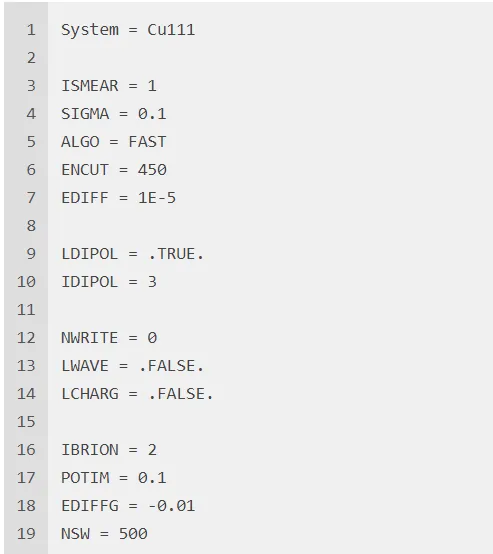 1 System = Cu111
2
3 ISMEAR = 1
4 SIGMA = 0.1
5 ALGO = FAST
6 ENCUT = 450
7 EDIFF = 1E-5
8
9 LDIPOL = .TRUE.
10 IDIPOL = 3
11
12 NWRITE = 0
13 LWAVE = .FALSE.
14 LCHARG = .FALSE.
15
16 IBRION = 2
17 POTIM = 0.1
18 EDIFFG = -0.01
19 NSW = 500